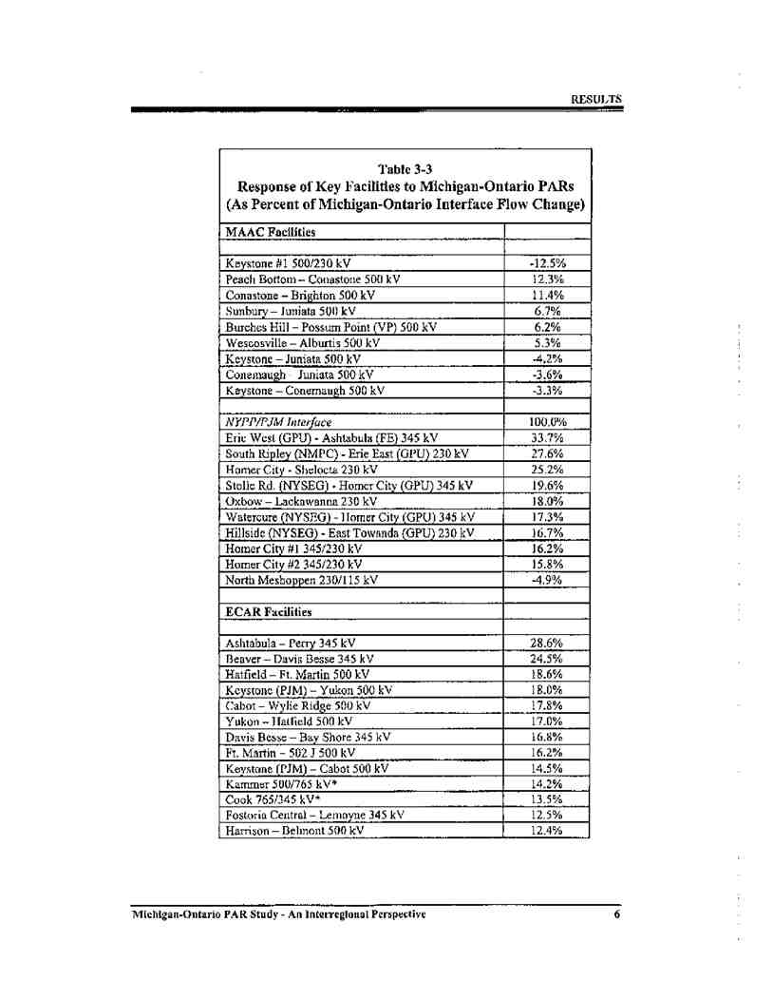 RESULTS
Table 3-3
Response of Key Facilities to Michigan-Ontario PARs
(As Percent of Michigan-Ontario Interface Flow Change)
MAAC Facilities
Keystone #1 500/230 kV -12.5%
Peach Bottom – Conastone 500 kV 12.3%
Conastone – Brighton 500 kV 11.4%
Sunbury – Juniata 500 kV 6.7%
Burches Hill – Possum Point (VP) 500 kV 6.2%
Wescosville – Alburtis 500 kV 5.3%
Keystone – Juniata 500 kV -4.2%
Conemaugh – Juniata 500 kV -3.6%
Keystone – Conemaugh 500 kV -3.3%
NYPP/PJM Interface 100.0%
Erie West (GPU) - Ashtabula (FE) 345 kV 33.7%
South Ripley (NMPC) - Erie East (GPU) 230 kV 27.6%
Homer City - Shelocta 230 kV 25.2%
Stolle Rd. (NYSEG) - Homer City (GPU) 345 kV 19.6%
Oxbow – Lackawanna 230 kV 18.0%
Watercure (NYSEG) - Homer City (GPU) 345 kV 17.3%
Hillside (NYSEG) - East Towanda (GPU) 230 kV 16.7%
Homer City #1 345/230 kV 16.2%
Homer City #2 345/230 kV 15.8%
North Meshoppen 230/115 kV -4.9%
ECAR Facilities
Ashtabula – Perry 345 kV 28.6%
Beaver – Davis Besse 345 kV 24.5%
Hatfield – Ft. Martin 500 kV 18.6%
Keystone (PJM) – Yukon 500 kV 18.0%
Cabot – Wylie Ridge 500 kV 17.8%
Yukon – Hatfield 500 kV 17.0%
Davis Besse – Bay Shore 345 kV 16.8%
Ft. Martin – 502 J 500 kV 16.2%
Keystone (PJM) – Cabot 500 kV 14.5%
Kammer 500/765 kV* 14.2%
Cook 765/345 kV* 13.5%
Fostoria Central – Lemoyne 345 kV 12.5%
Harrison – Belmont 500 kV 12.4%
Michigan-Ontario PAR Study - An Interregional Perspective 6